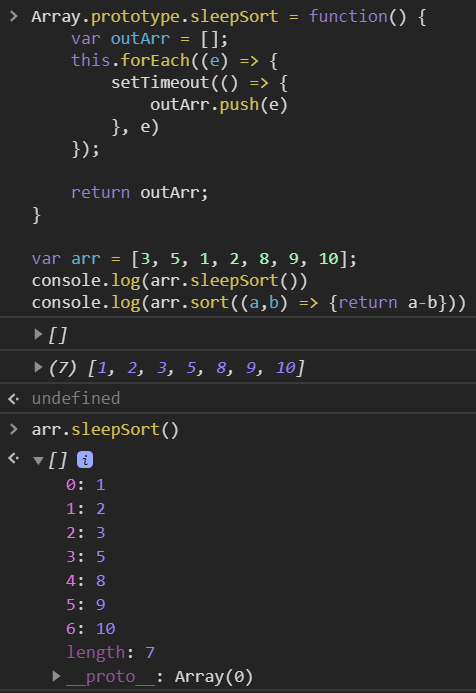 > Array.prototype.sleepSort = function() {
    var outArr = [];
    this.forEach((e) => {
        setTimeout(() => {
            outArr.push(e)
        }, e)
    });

    return outArr;
}

var arr = [3, 5, 1, 2, 8, 9, 10];
console.log(arr.sleepSort())
console.log(arr.sort((a,b) => {return a-b}))
▶ []
▶ (7) [1, 2, 3, 5, 8, 9, 10]
undefined
> arr.sleepSort()
▼ [] i
0: 1
1: 2
2: 3
3: 5
4: 8
5: 9
6: 10
length: 7
▶ __proto__: Array(0)